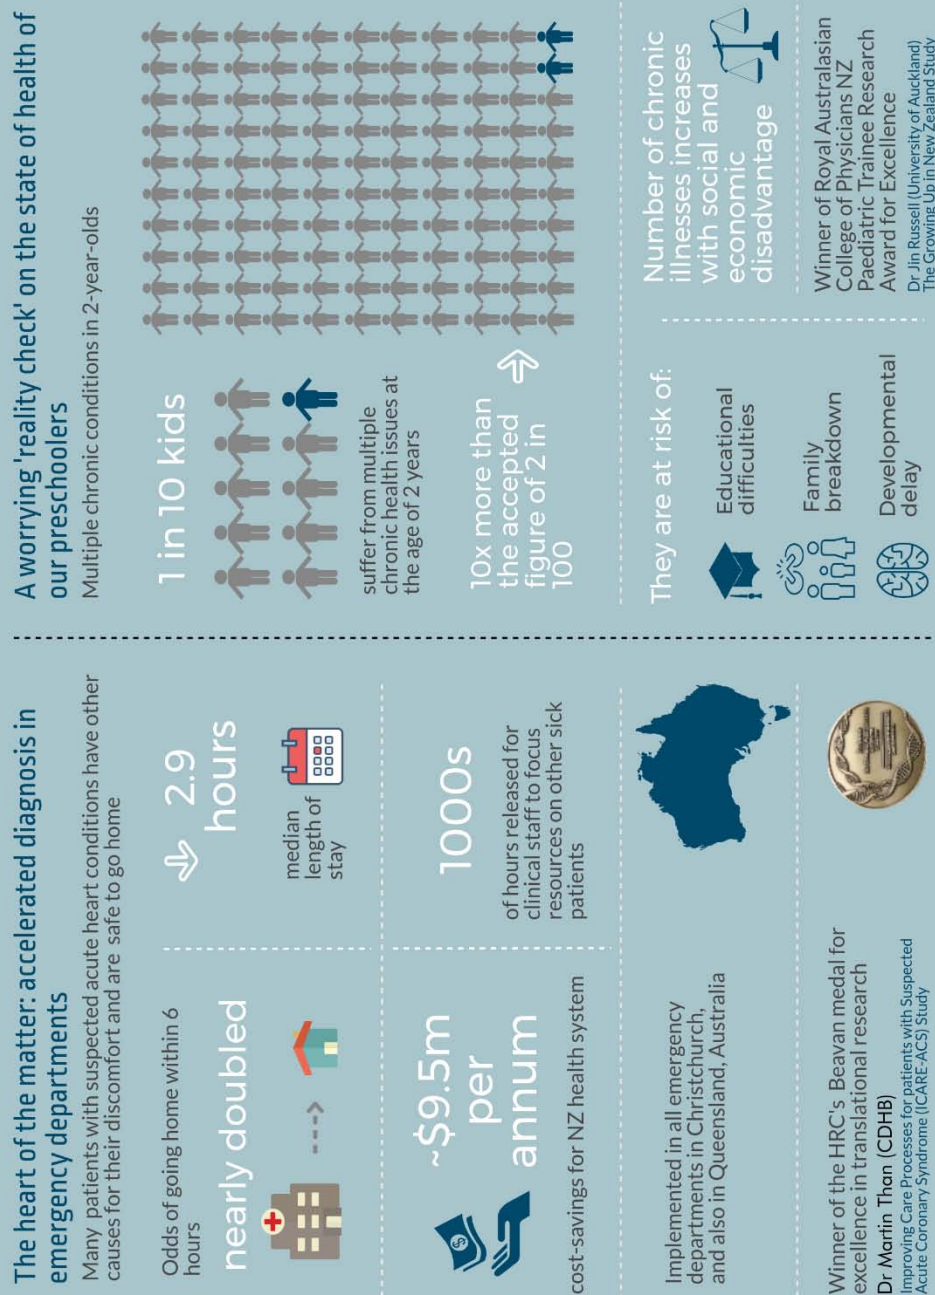 The heart of the matter: accelerated diagnosis in
emergency departments
Many patients with suspected acute heart conditions have other
causes for their discomfort and are safe to go home
Odds of going home within 6
hours
nearly doubled
2.9
hours
median
length of
stay
~$9.5m
per
annum
cost-savings for NZ health system
1000s
of hours released for
clinical staff to focus
resources on other sick
patients
Implemented in all emergency
departments in Christchurch,
and also in Queensland, Australia
Winner of the HRC's Beavan medal for
excellence in translational research
Dr Martin Than (CDHB)
Improving Care Processes for patients with Suspected
Acute Coronary Syndrome (ICARE-ACS) Study
A worrying 'reality check' on the state of health of
our preschoolers
Multiple chronic conditions in 2-year-olds
1 in 10 kids
suffer from multiple
chronic health issues at
the age of 2 years
10x more than
the accepted
figure of 2 in
100
They are at risk of:
Educational
difficulties
Family
breakdown
Developmental
delay
Number of chronic
illnesses increases
with social and
economic
disadvantage
Winner of Royal Australasian
College of Physicians NZ
Paediatric Trainee Research
Award for Excellence
Dr Jin Russell (University of Auckland)
The Growing Up in New Zealand Study